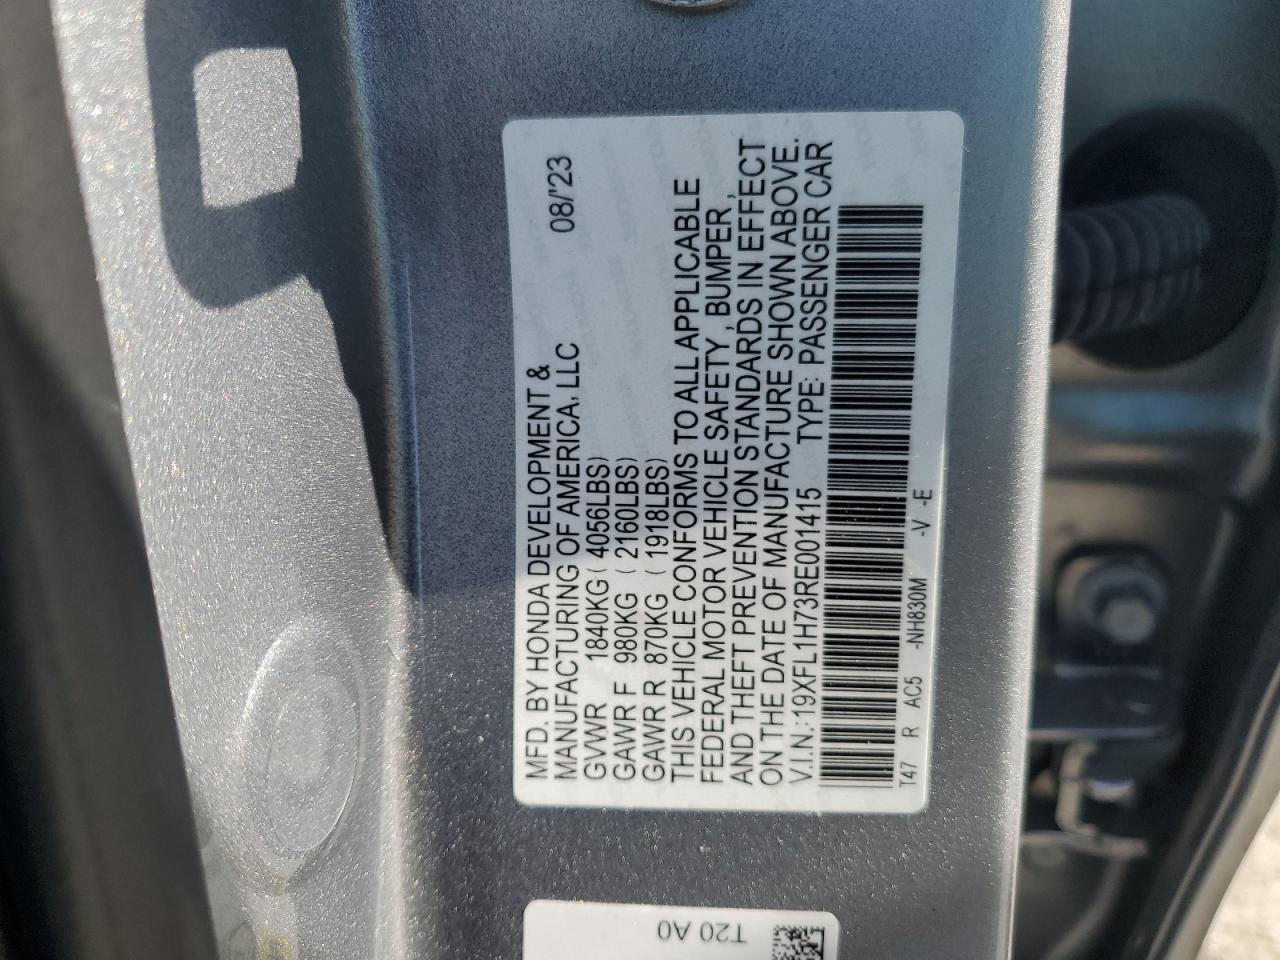 MFD. BY HONDA DEVELOPMENT &
MANUFACTURING OF AMERICA, LLC 08/'23
GVWR 1840KG ( 4056LBS)
GAWR F 980KG ( 2160LBS)
GAWR R 870KG ( 1918LBS)
THIS VEHICLE CONFORMS TO ALL APPLICABLE
FEDERAL MOTOR VEHICLE SAFETY , BUMPER ,
AND THEFT PREVENTION STANDARDS IN EFFECT
ON THE DATE OF MANUFACTURE SHOWN ABOVE.
V.I.N.:19XFL1H73RE001415 TYPE: PASSENGER CAR
T47 R AC5 -NH830M -V -E
T20 A0